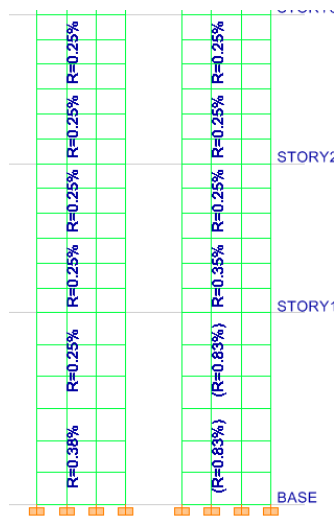 R=0.25% R=0.25%
R=0.25% R=0.25%
STORY2
R=0.25% R=0.25%
R=0.25% R=0.35%
STORY1
R=0.25% (R=0.83%)
R=0.38% (R=0.83%)
BASE